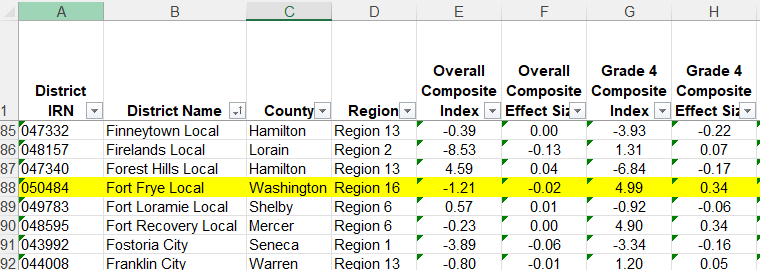 A B C D E F G H
1 District IRN District Name County Region Overall Composite Index Overall Composite Effect Siz Grade 4 Composite Index Grade 4 Composite Effect Siz
85 047332 Finneytown Local Hamilton Region 13 -0.39 0.00 -3.93 -0.22
86 048157 Firelands Local Lorain Region 2 -8.53 -0.13 1.31 0.07
87 047340 Forest Hills Local Hamilton Region 13 4.59 0.04 -6.84 -0.17
88 050484 Fort Frye Local Washington Region 16 -1.21 -0.02 4.99 0.34
89 049783 Fort Loramie Local Shelby Region 6 0.57 0.01 -0.92 -0.06
90 048595 Fort Recovery Local Mercer Region 6 -0.23 0.00 4.90 0.34
91 043992 Fostoria City Seneca Region 1 -3.89 -0.06 -3.34 -0.16
92 044008 Franklin City Warren Region 13 -0.80 -0.01 1.20 0.05